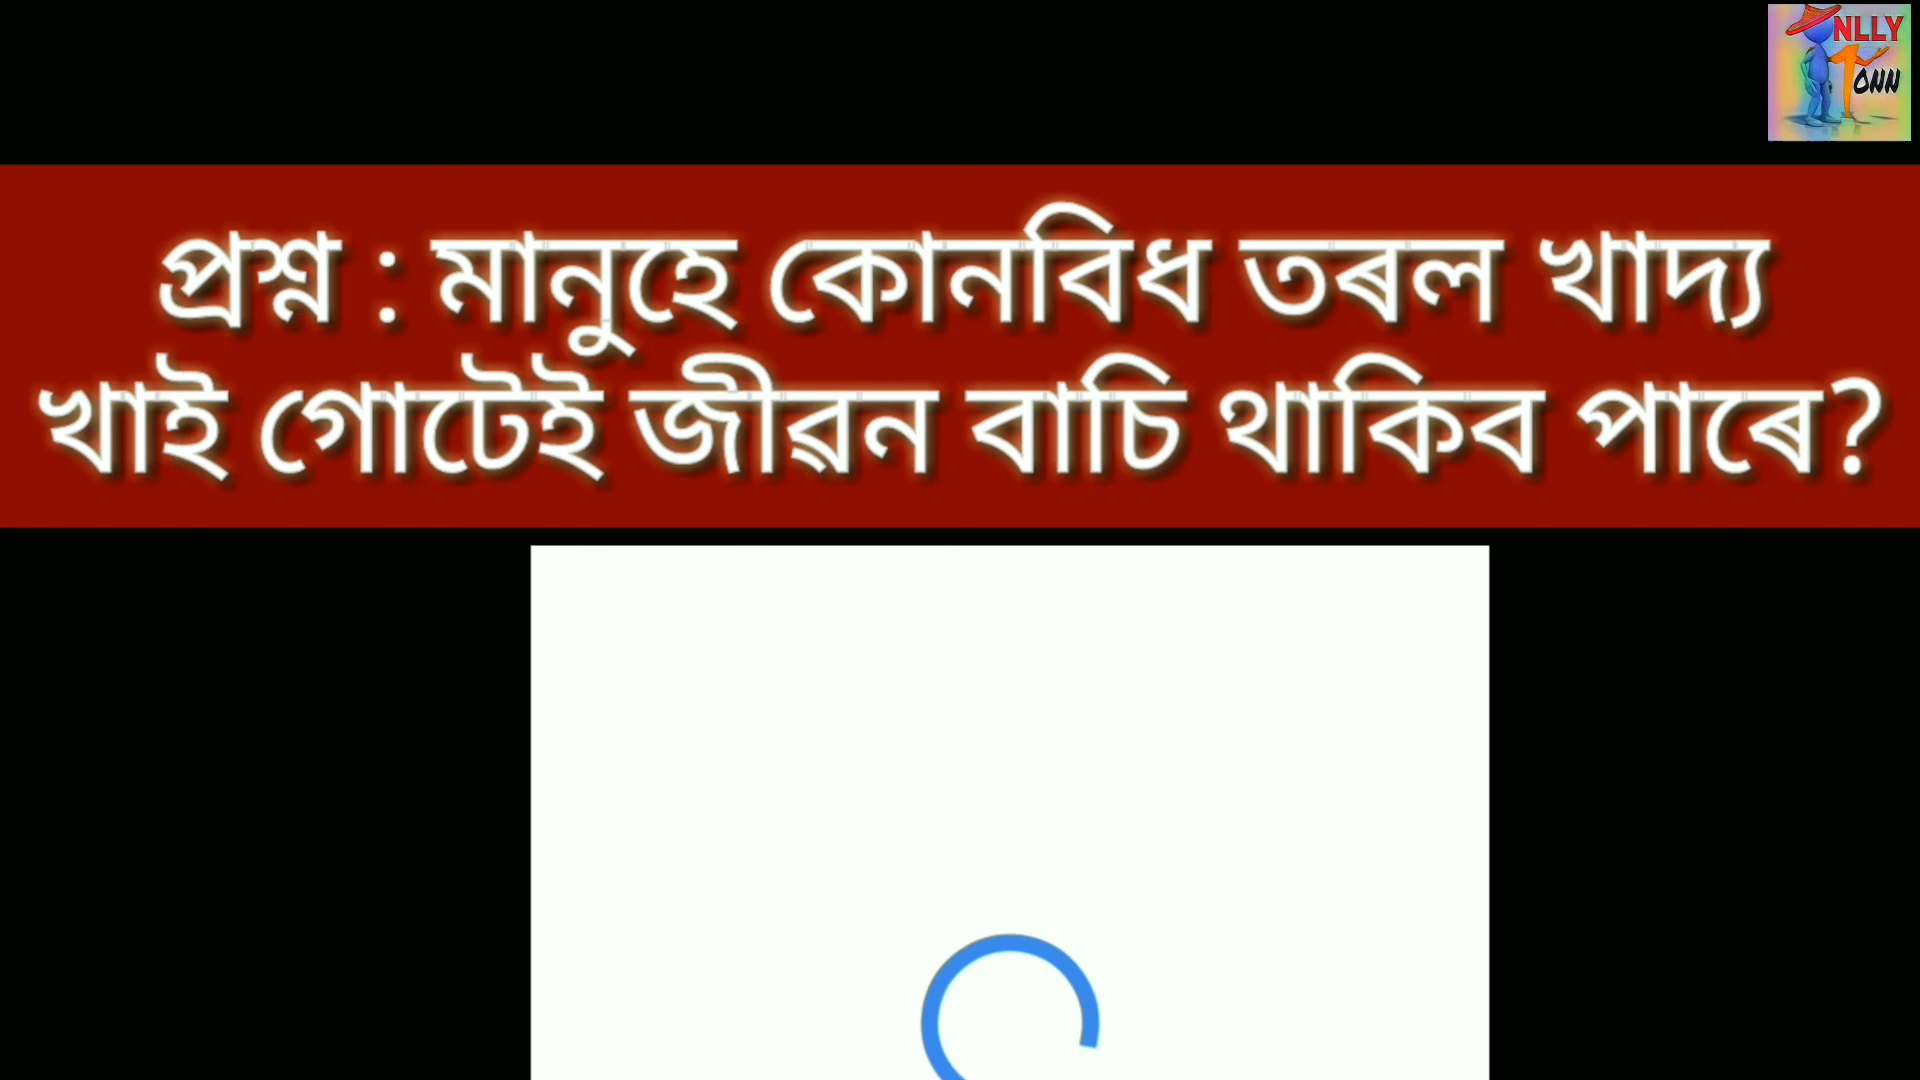 NLLY
ONN
প্ৰশ্ন : মানুহে কোনবিধ তৰল খাদ্য
খাই গোটেই জীৱন বাচি থাকিব পাৰে?